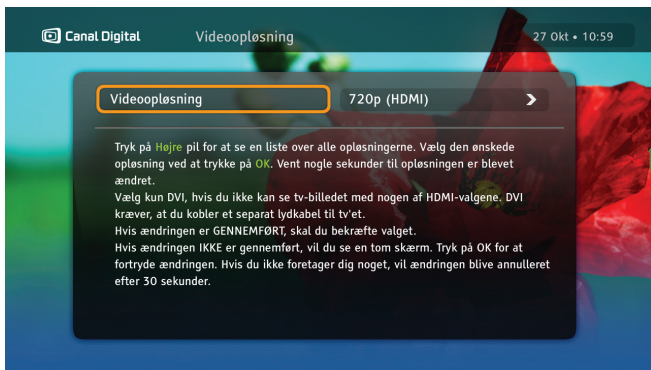 Canal Digital Videoopløsning 27 Okt • 10:59
Videoopløsning 720p (HDMI)
Tryk på Højre pil for at se en liste over alle opløsningerne. Vælg den ønskede
opløsning ved at trykke på OK. Vent nogle sekunder til opløsningen er blevet
ændret.
Vælg kun DVI, hvis du ikke kan se tv-billedet med nogen af HDMI-valgene. DVI
kræver, at du kobler et separat lydkabel til tv'et.
Hvis ændringen er GENNEMFØRT, skal du bekræfte valget.
Hvis ændringen IKKE er gennemført, vil du se en tom skærm. Tryk på OK for at
fortryde ændringen. Hvis du ikke foretager dig noget, vil ændringen blive annulleret
efter 30 sekunder.